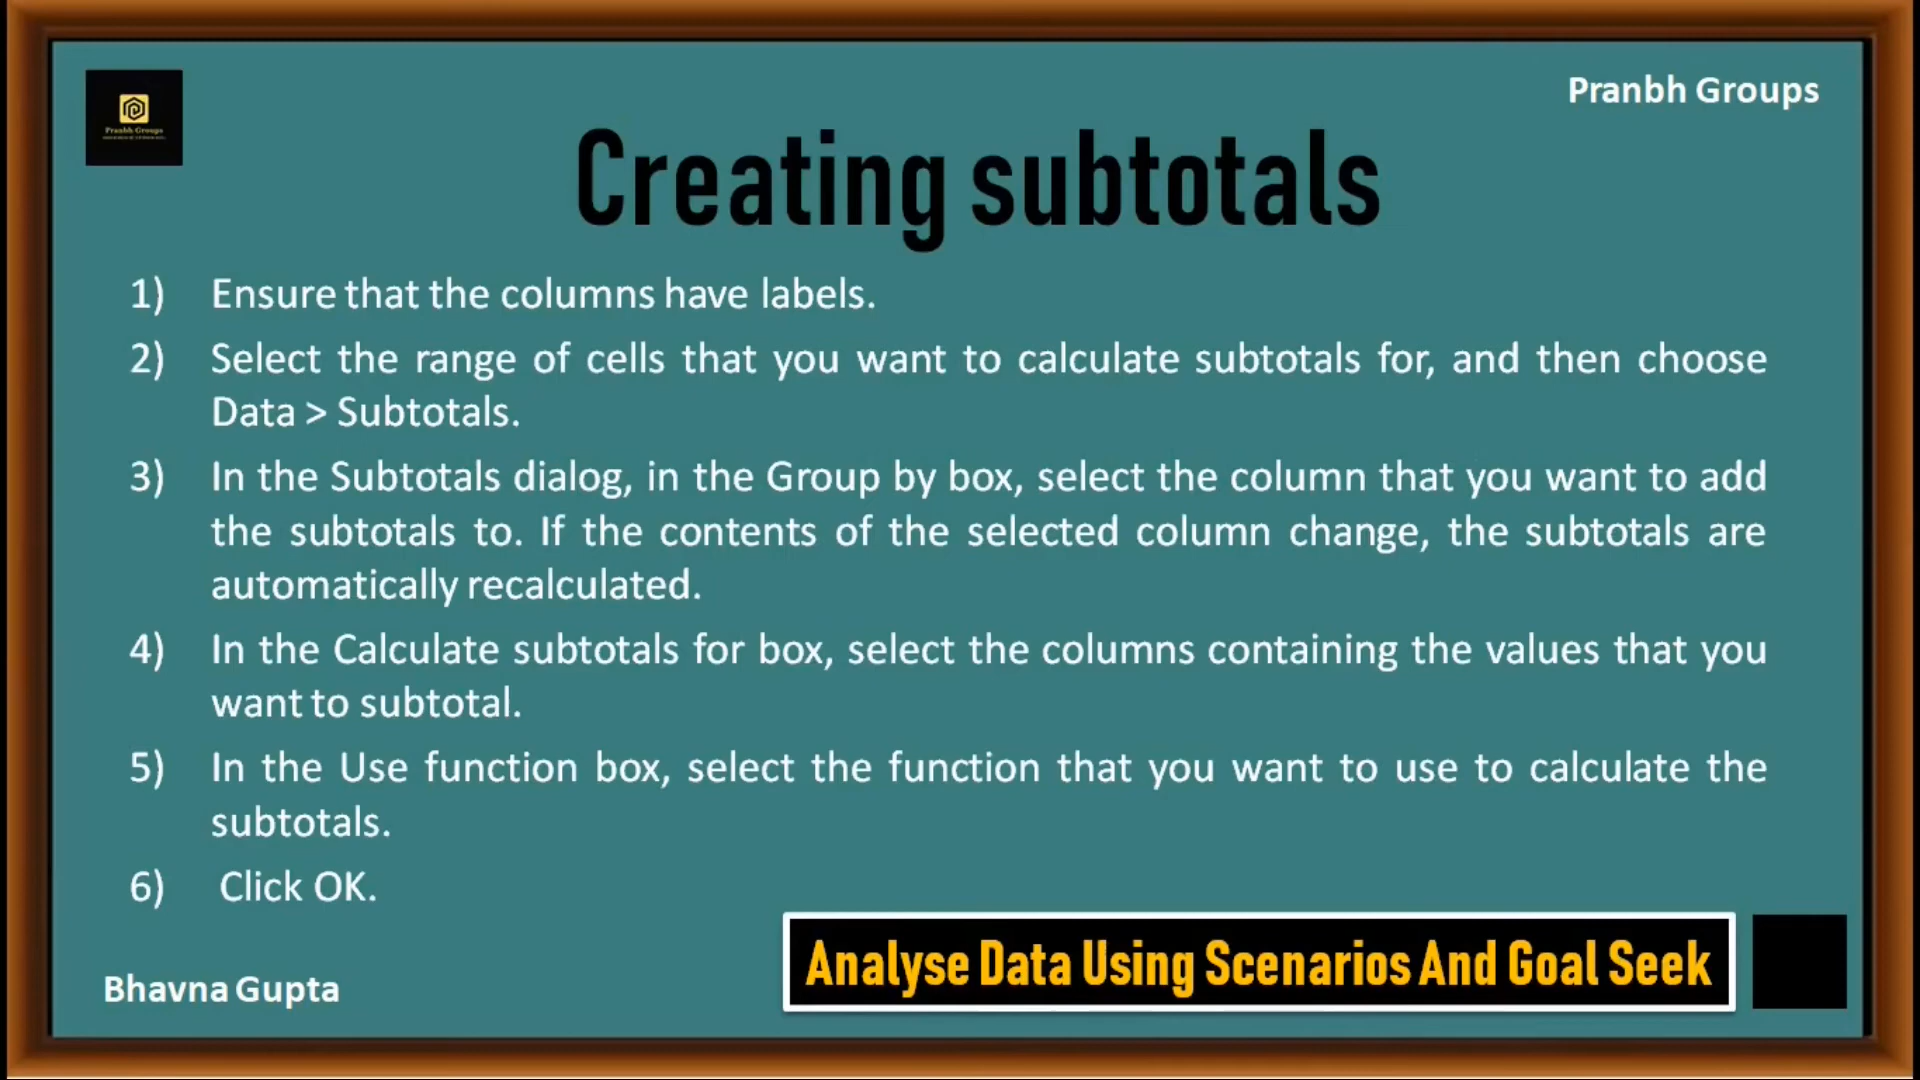 Pranbh Groups
Pranbh Groups
Creating subtotals
1) Ensure that the columns have labels.
2) Select the range of cells that you want to calculate subtotals for, and then choose
Data > Subtotals.
3) In the Subtotals dialog, in the Group by box, select the column that you want to add
the subtotals to. If the contents of the selected column change, the subtotals are
automatically recalculated.
4) In the Calculate subtotals for box, select the columns containing the values that you
want to subtotal.
5) In the Use function box, select the function that you want to use to calculate the
subtotals.
6) Click OK.
Analyse Data Using Scenarios And Goal Seek
Bhavna Gupta